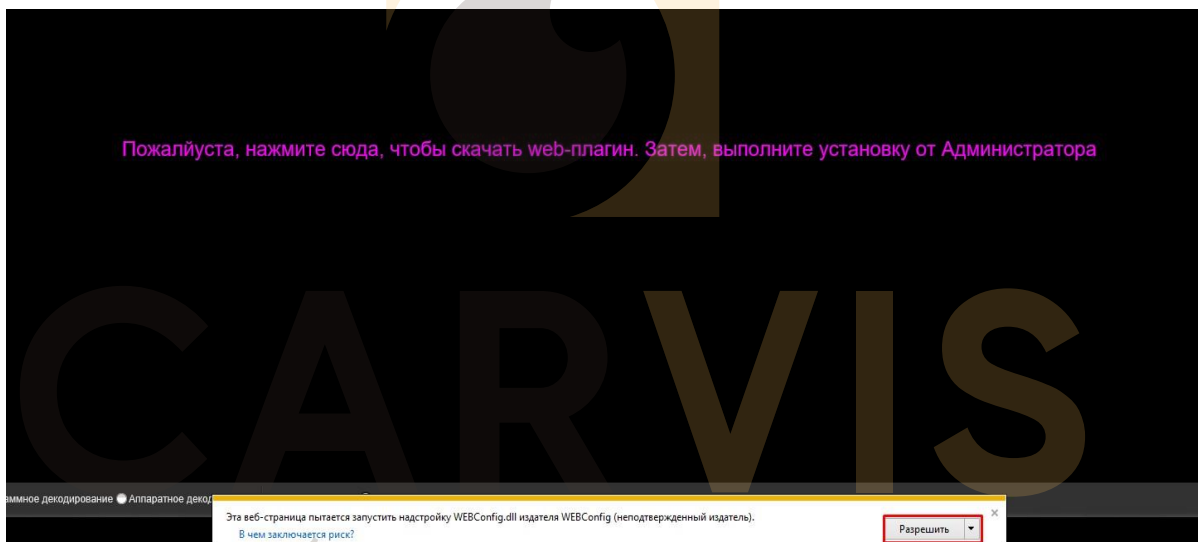 Пожалйуста, нажмите сюда, чтобы скачать web-плагин. Затем, выполните установку от Администратора
CARVIS
аммное декодирование Аппаратное декод
Эта веб-страница пытается запустить надстройку WEBConfig.dll издателя WEBConfig (неподтвержденный издатель).
В чем заключается риск?
Разрешить